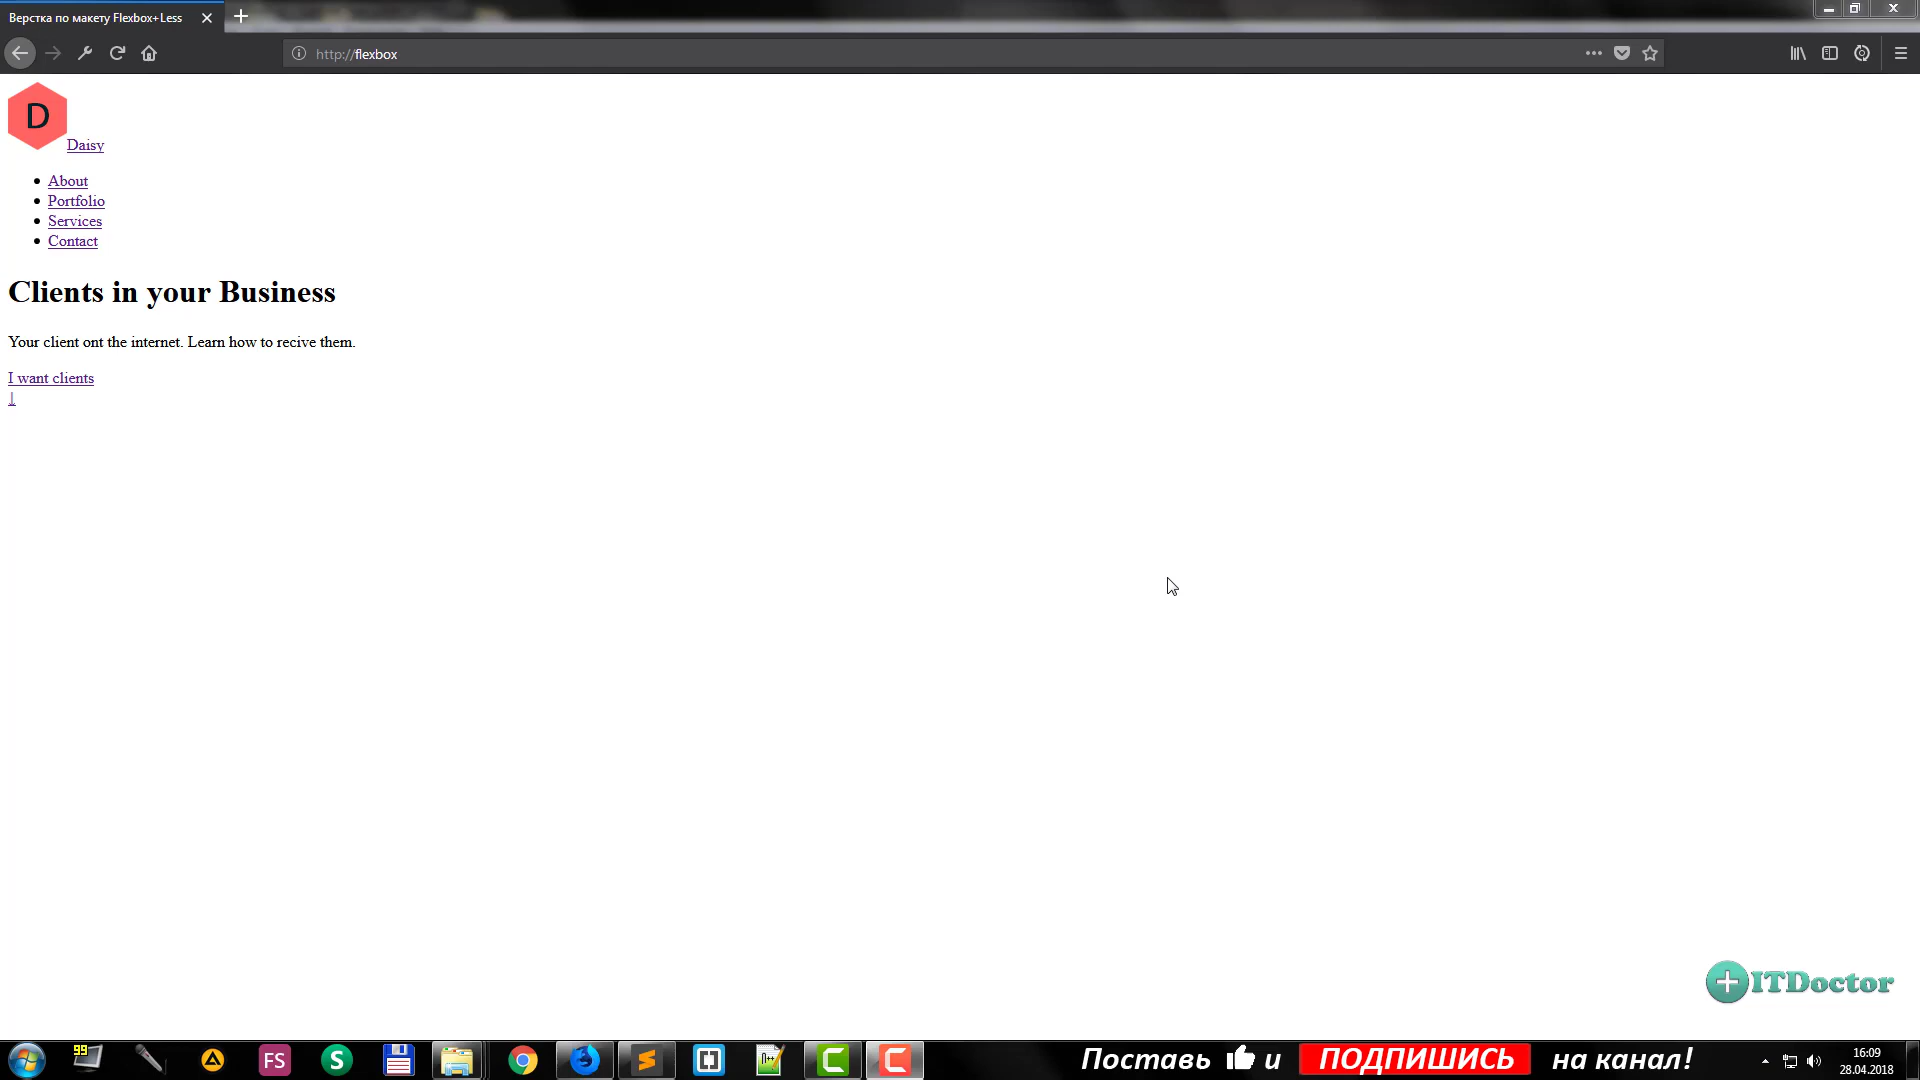 Верстка по макету Flexbox+Less
http://flexbox
D
Daisy
About
Portfolio
Services
Contact
Clients in your Business
Your client ont the internet. Learn how to recive them.
I want clients
↓
ITDoctor
99
FS
S
Поставь и ПОДПИШИСЬ на канал!
16:09
28.04.2018